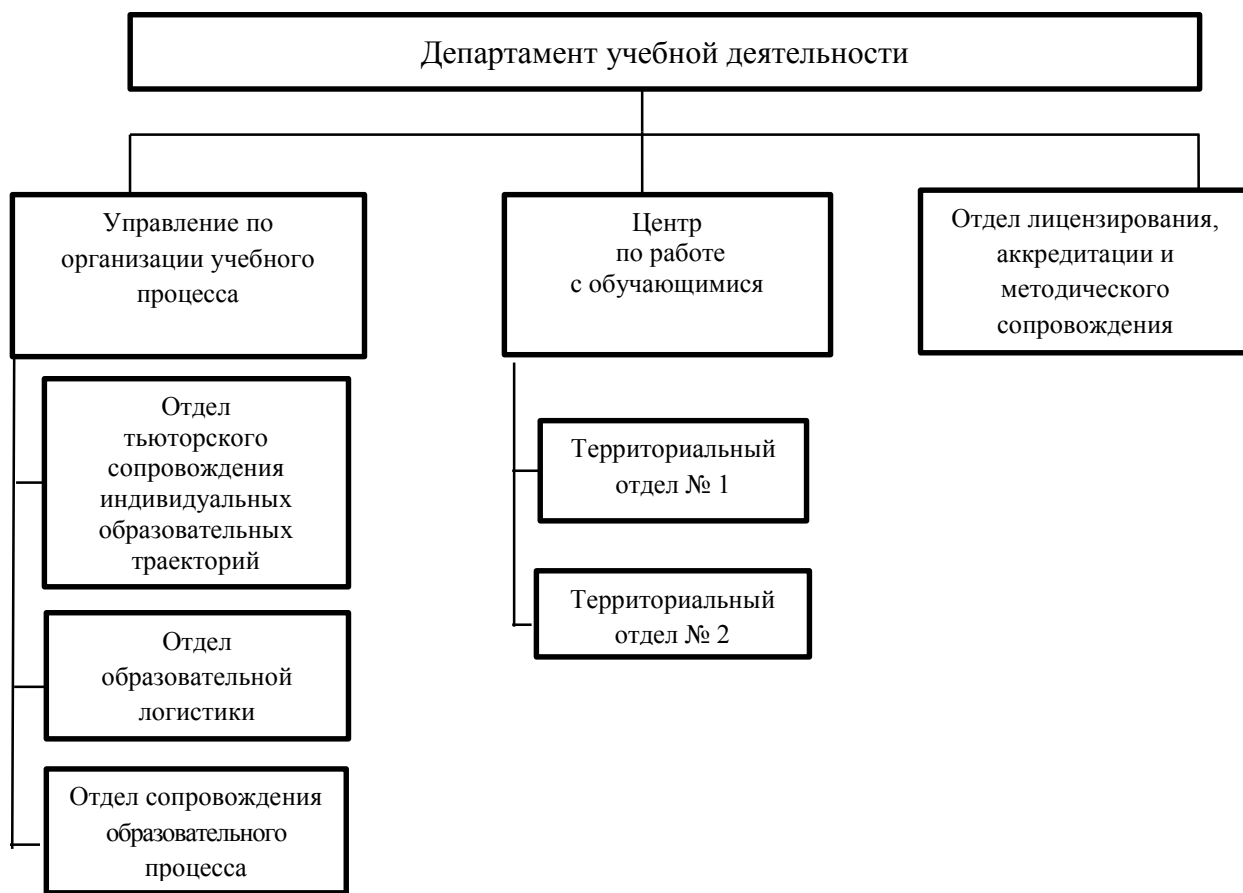 Департамент учебной деятельности
Управление по
организации учебного
процесса
Центр
по работе
с обучающимися
Отдел лицензирования,
аккредитации и
методического
сопровождения
Отдел
тьюторского
сопровождения
индивидуальных
образовательных
траекторий
Отдел
образовательной
логистики
Отдел сопровождения
образовательного
процесса
Территориальный
отдел № 1
Территориальный
отдел № 2